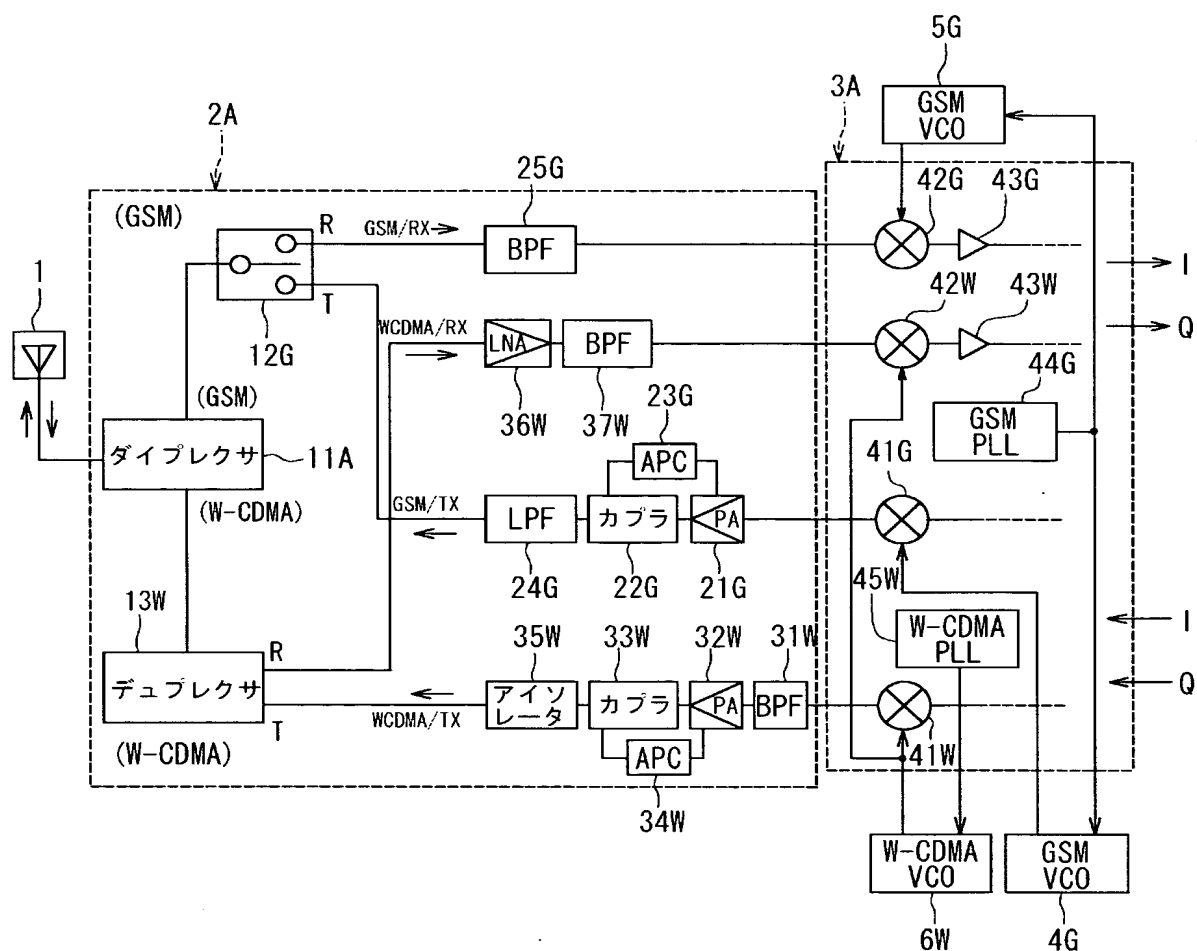 5G
3A
GSM
VCO
2A
25G
42G
43G
(GSM)
R
GSM/RX→
BPF
I
1
T
42W
43W
WCDMA/RX
LNA
BPF
Q
12G
44G
(GSM)
36W
37W
23G
GSM
PLL
ダイプレクサ
11A
APC
41G
(W-CDMA)
GSM/TX
LPF
カプラ
PA
24G
22G
21G
45W
13W
35W
33W
32W
31W
W-CDMA
PLL
I
R
デュプレクサ
アイソ
レータ
カプラ
PA
BPF
Q
T
WCDMA/TX
(W-CDMA)
APC
41W
34W
W-CDMA
VCO
GSM
VCO
6W
4G